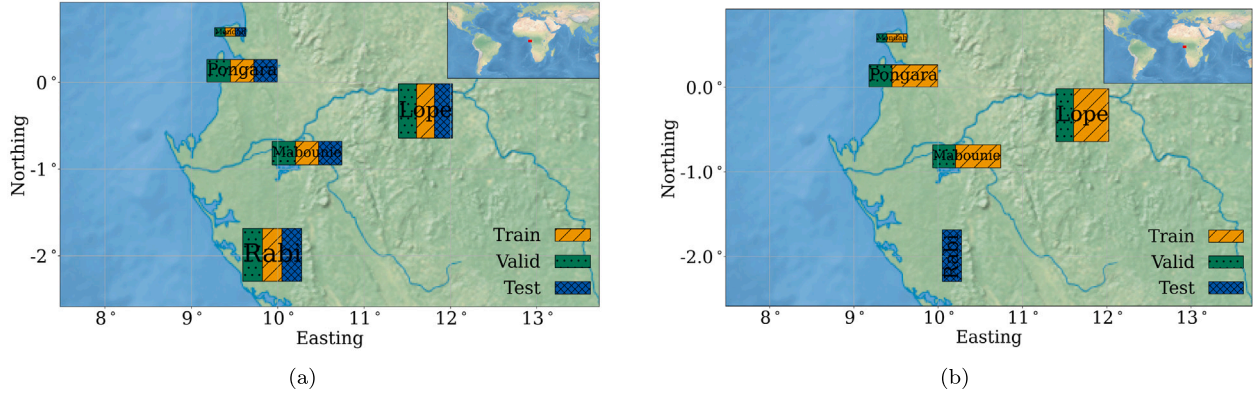 Mondah
Pongara
0°
Lope
Mabounie
-1°
Northing
Rabi
-2°
Train
Valid
Test
8°
9°
10°
11°
12°
13°
Easting
(a)
Pongara
0.0°
Lope
Mabounie
-1.0°
Northing
Rabi
-2.0°
Train
Valid
Test
8°
9°
10°
11°
12°
13°
Easting
(b)